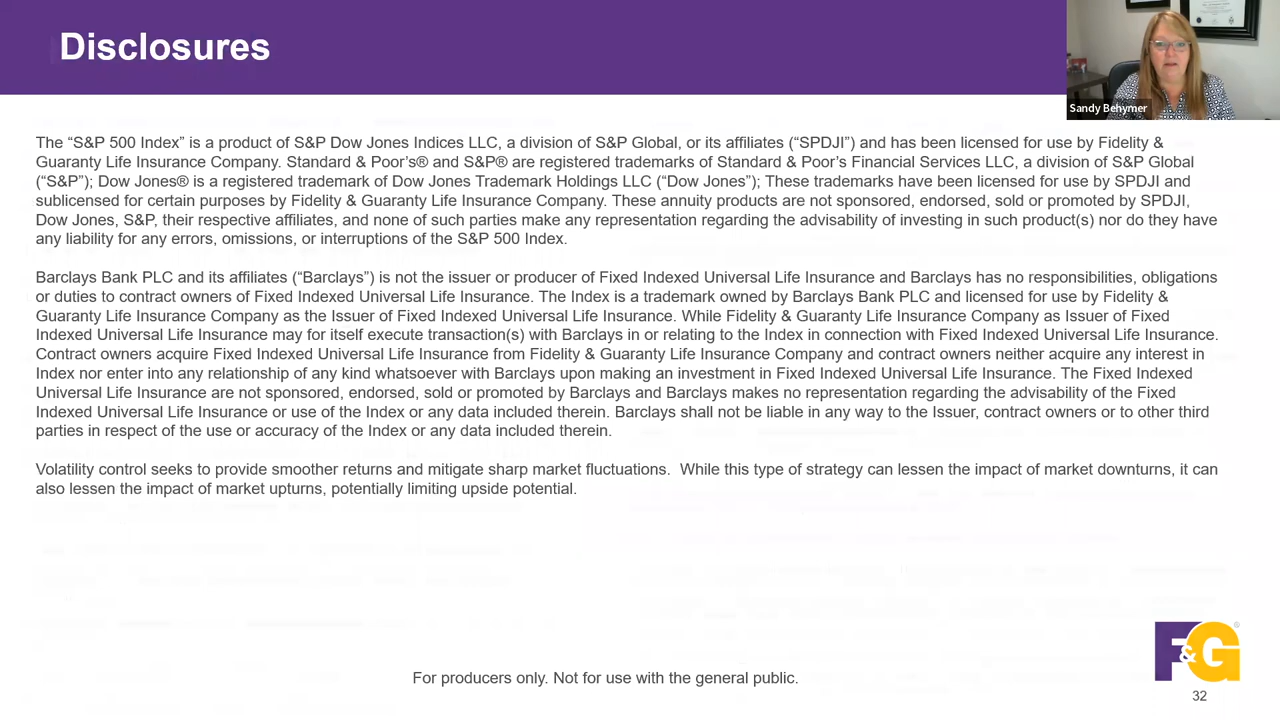 Disclosures
Sandy Behymer
The “S&P 500 Index” is a product of S&P Dow Jones Indices LLC, a division of S&P Global, or its affiliates (“SPDJI”) and has been licensed for use by Fidelity &
Guaranty Life Insurance Company. Standard & Poor’s® and S&P® are registered trademarks of Standard & Poor’s Financial Services LLC, a division of S&P Global
(“S&P”); Dow Jones® is a registered trademark of Dow Jones Trademark Holdings LLC (“Dow Jones”); These trademarks have been licensed for use by SPDJI and
sublicensed for certain purposes by Fidelity & Guaranty Life Insurance Company. These annuity products are not sponsored, endorsed, sold or promoted by SPDJI,
Dow Jones, S&P, their respective affiliates, and none of such parties make any representation regarding the advisability of investing in such product(s) nor do they have
any liability for any errors, omissions, or interruptions of the S&P 500 Index.
Barclays Bank PLC and its affiliates (“Barclays”) is not the issuer or producer of Fixed Indexed Universal Life Insurance and Barclays has no responsibilities, obligations
or duties to contract owners of Fixed Indexed Universal Life Insurance. The Index is a trademark owned by Barclays Bank PLC and licensed for use by Fidelity &
Guaranty Life Insurance Company as the Issuer of Fixed Indexed Universal Life Insurance. While Fidelity & Guaranty Life Insurance Company as Issuer of Fixed
Indexed Universal Life Insurance may for itself execute transaction(s) with Barclays in or relating to the Index in connection with Fixed Indexed Universal Life Insurance.
Contract owners acquire Fixed Indexed Universal Life Insurance from Fidelity & Guaranty Life Insurance Company and contract owners neither acquire any interest in
Index nor enter into any relationship of any kind whatsoever with Barclays upon making an investment in Fixed Indexed Universal Life Insurance. The Fixed Indexed
Universal Life Insurance are not sponsored, endorsed, sold or promoted by Barclays and Barclays makes no representation regarding the advisability of the Fixed
Indexed Universal Life Insurance or use of the Index or any data included therein. Barclays shall not be liable in any way to the Issuer, contract owners or to other third
parties in respect of the use or accuracy of the Index or any data included therein.
Volatility control seeks to provide smoother returns and mitigate sharp market fluctuations.  While this type of strategy can lessen the impact of market downturns, it can
also lessen the impact of market upturns, potentially limiting upside potential.
F&G®
For producers only. Not for use with the general public.
32